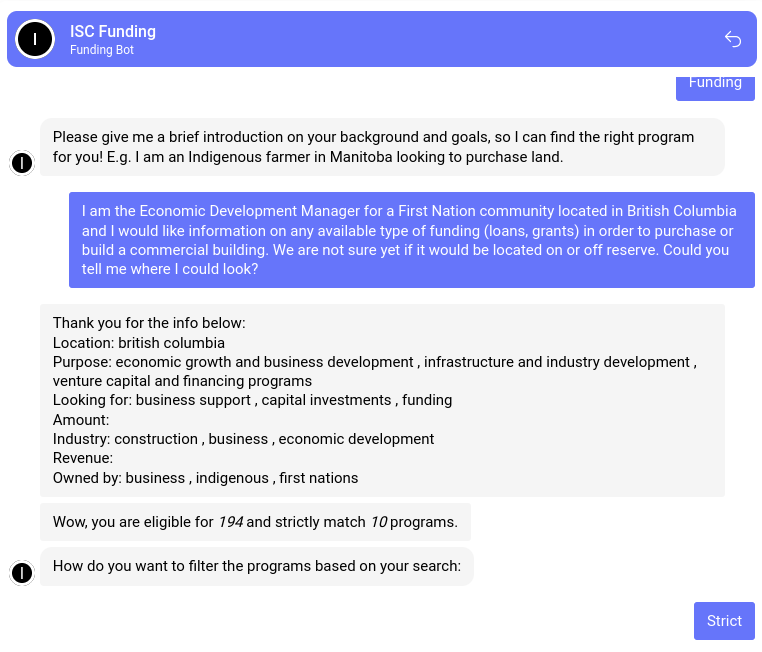 I
ISC Funding
Funding Bot
Funding
Please give me a brief introduction on your background and goals, so I can find the right program
for you! E.g. I am an Indigenous farmer in Manitoba looking to purchase land.
I
I am the Economic Development Manager for a First Nation community located in British Columbia
and I would like information on any available type of funding (loans, grants) in order to purchase or
build a commercial building. We are not sure yet if it would be located on or off reserve. Could you
tell me where I could look?
Thank you for the info below:
Location: british columbia
Purpose: economic growth and business development , infrastructure and industry development ,
venture capital and financing programs
Looking for: business support , capital investments , funding
Amount:
Industry: construction , business , economic development
Revenue:
Owned by: business , indigenous , first nations
Wow, you are eligible for 194 and strictly match 10 programs.
How do you want to filter the programs based on your search:
I
Strict